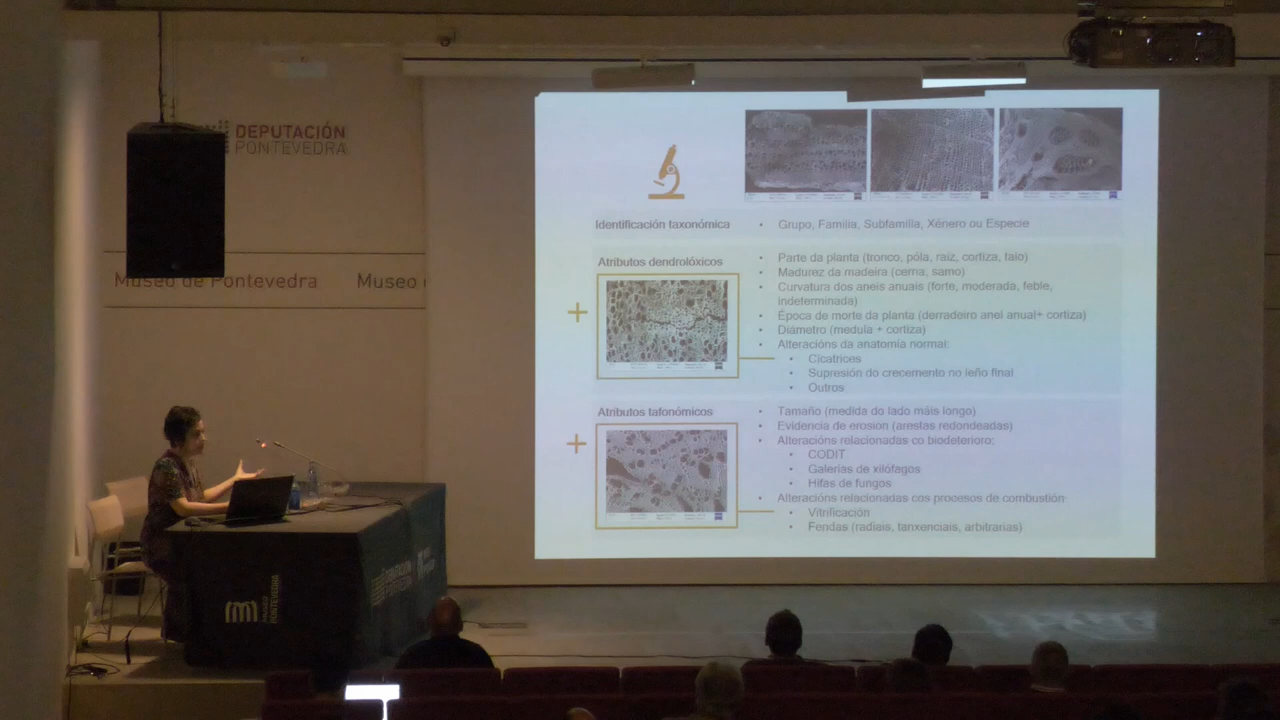 DEPUTACIÓN
PONTEVEDRA
Museo de Pontevedra
Museo
Identificación taxonómica
• Grupo, Familia, Subfamilia, Xénero ou Especie
Atributos dendrolóxicos
• Parte da planta (tronco, póla, raíz, cortiza, talo)
• Madurez da madeira (cerna, samo)
• Curvatura dos aneis anuais (forte, moderada, feble,
indeterminada)
• Época de morte da planta (derradeiro anel anual+ cortiza)
• Diámetro (medula + cortiza)
• Alteracións da anatomía normal:
• Cicatrices
• Supresión do crecemento no leño final
• Outros
+
Atributos tafonómicos
• Tamaño (medida do lado máis longo)
• Evidencia de erosión (arestas redondeadas)
• Alteracións relacionadas co biodeterioro:
• CODIT
• Galerías de xilófagos
• Hifas de fungos
• Alteracións relacionadas cos procesos de combustión
• Vitrificación
• Fendas (radiais, tanxenciais, arbitrarias)
+
MUSEO
PONTEVEDRA
DEPUTACIÓN
PONTEVEDRA